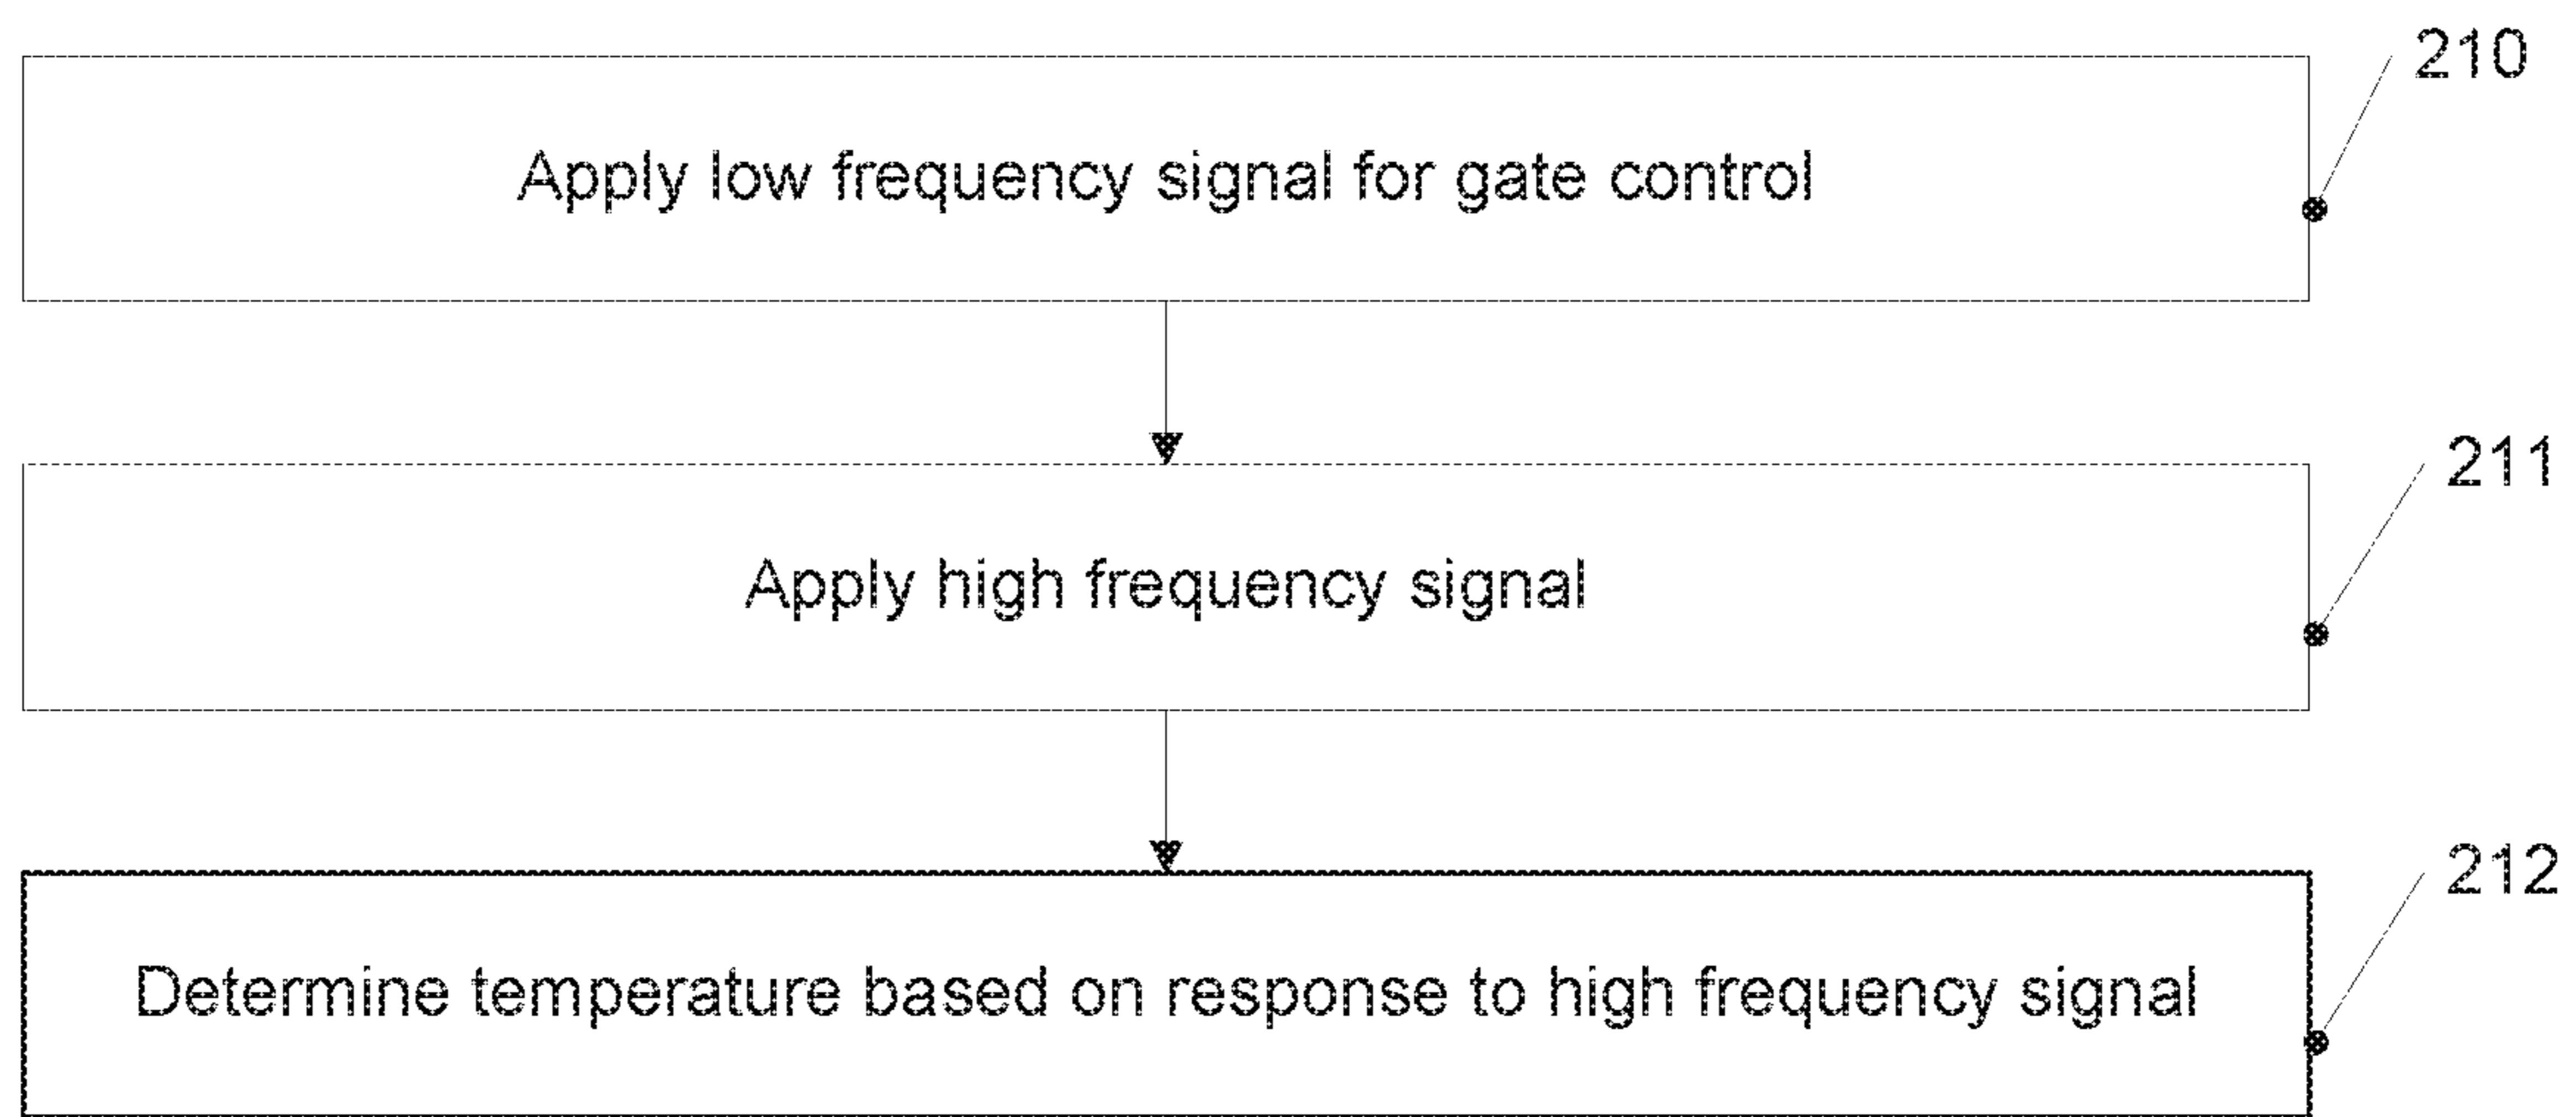 210
Apply low frequency signal for gate control
211
Apply high frequency signal
212
Determine temperature based on response to high frequency signal